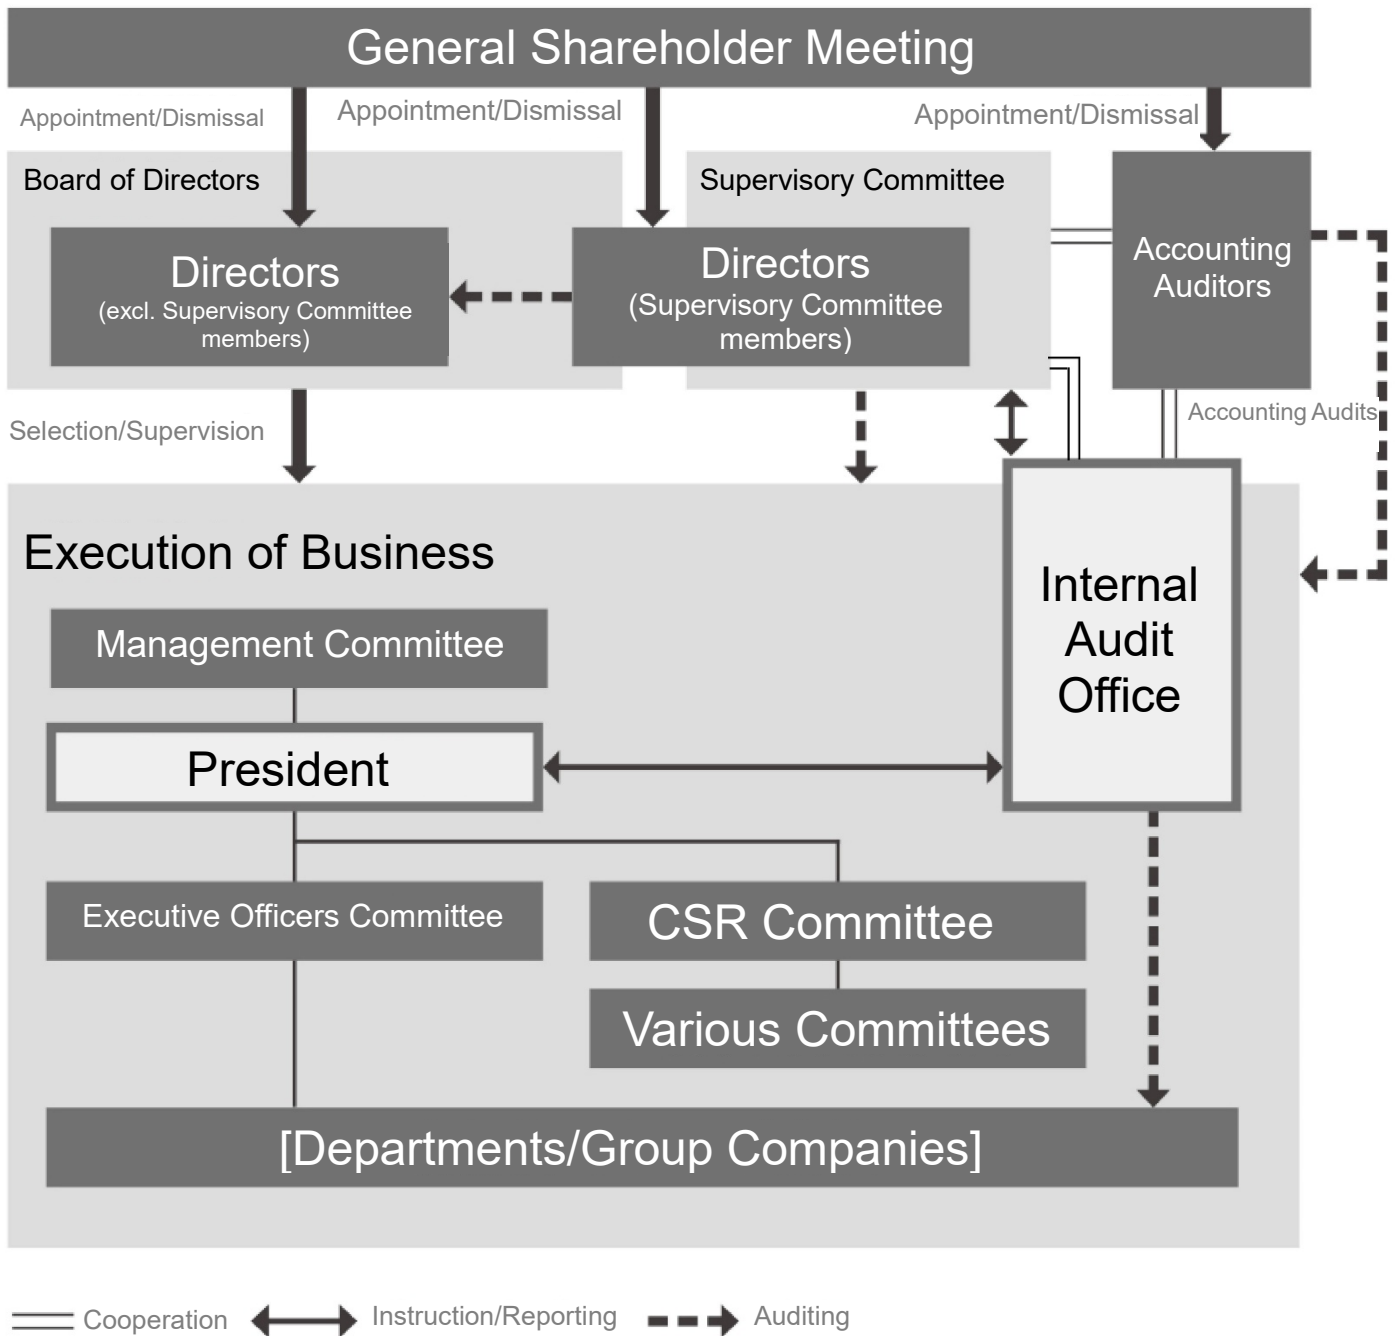 General Shareholder Meeting
Appointment/Dismissal
Appointment/Dismissal
Appointment/Dismissal
Board of Directors
Supervisory Committee
Directors
(excl. Supervisory Committee
members)
Directors
(Supervisory Committee
members)
Accounting
Auditors
Selection/Supervision
Accounting Audits
Execution of Business
Internal
Audit
Office
Management Committee
President
Executive Officers Committee
CSR Committee
Various Committees
[Departments/Group Companies]
Cooperation
Instruction/Reporting
Auditing